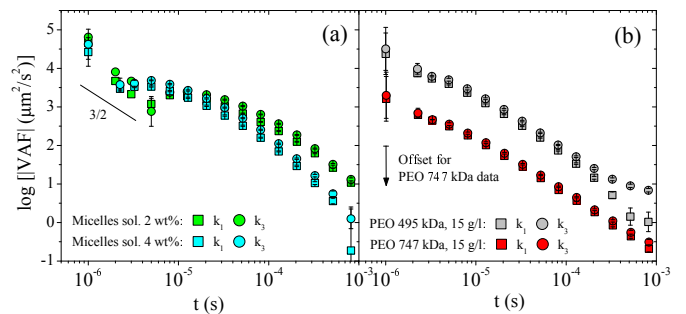 (a)
(b)
log [|VAF| (μm²/s²)]
6
5
4
3
2
1
0
-1
3/2
Offset for
PEO 747 kDa data
Micelles sol. 2 wt%: k₁ k₃
Micelles sol. 4 wt%: k₁ k₃
PEO 495 kDa, 15 g/l: k₁ k₃
PEO 747 kDa, 15 g/l: k₁ k₃
10⁻⁶ 10⁻⁵ 10⁻⁴ 10⁻³
10⁻⁶ 10⁻⁵ 10⁻⁴ 10⁻³
t (s) t (s)